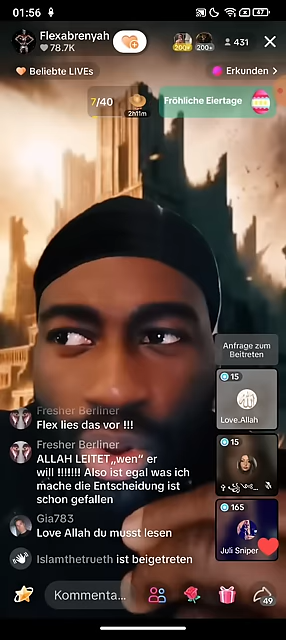 01:56
47
Flexabrenyah
78.7K
200+
200+
431
Beliebte LIVEs
Erkunden >
7/40
2h11m
Fröhliche Eiertage
Anfrage zum
Beitreten
15
Love.Allah
15
165
Juli Sniper
Fresher Berliner
Flex lies das vor !!!
Fresher Berliner
ALLAH LEITET„wen“ er
will !!!!!!! Also ist egal was ich
mache die Entscheidung ist
schon gefallen
Gia783
Love Allah du musst lesen
Islamthetrueth ist beigetreten
Kommenta...
49